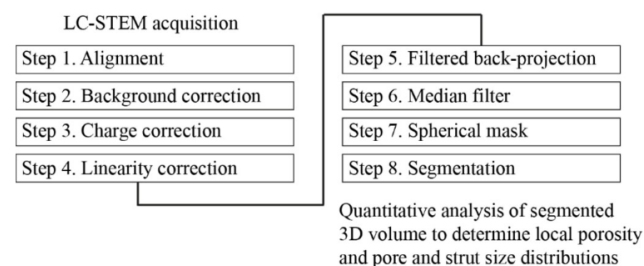 LC-STEM acquisition
Step 1. Alignment
Step 2. Background correction
Step 3. Charge correction
Step 4. Linearity correction
Step 5. Filtered back-projection
Step 6. Median filter
Step 7. Spherical mask
Step 8. Segmentation
Quantitative analysis of segmented
3D volume to determine local porosity
and pore and strut size distributions